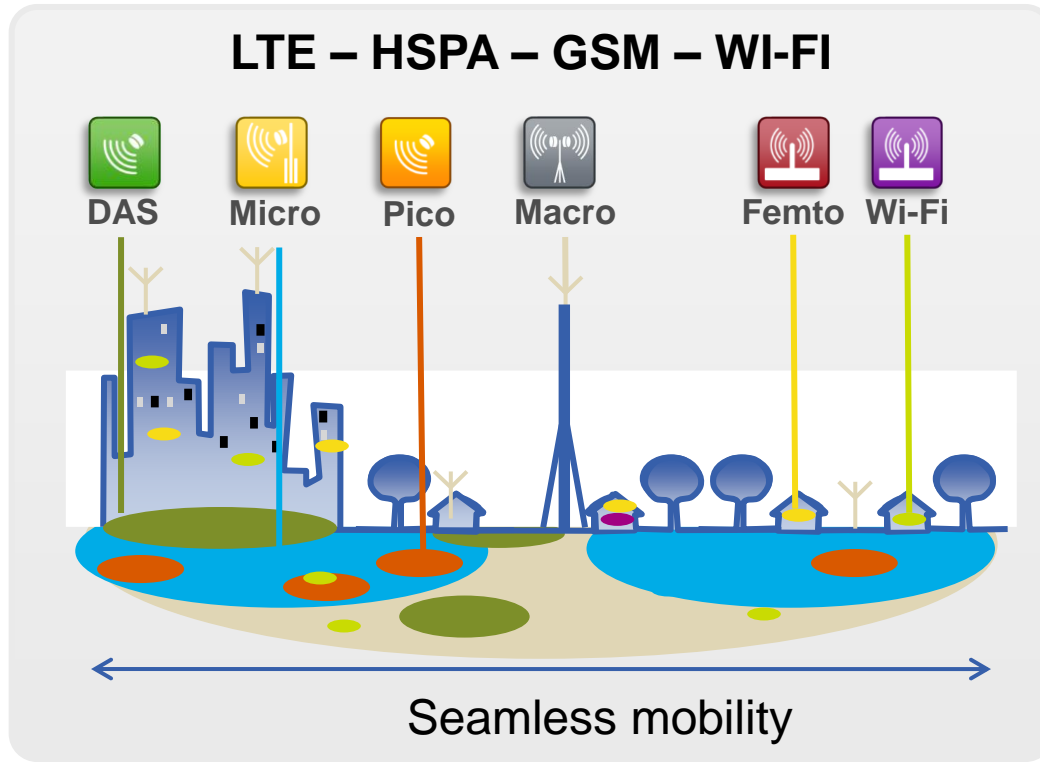 LTE – HSPA – GSM – WI-FI
DAS Micro Pico Macro Femto Wi-Fi
Seamless mobility